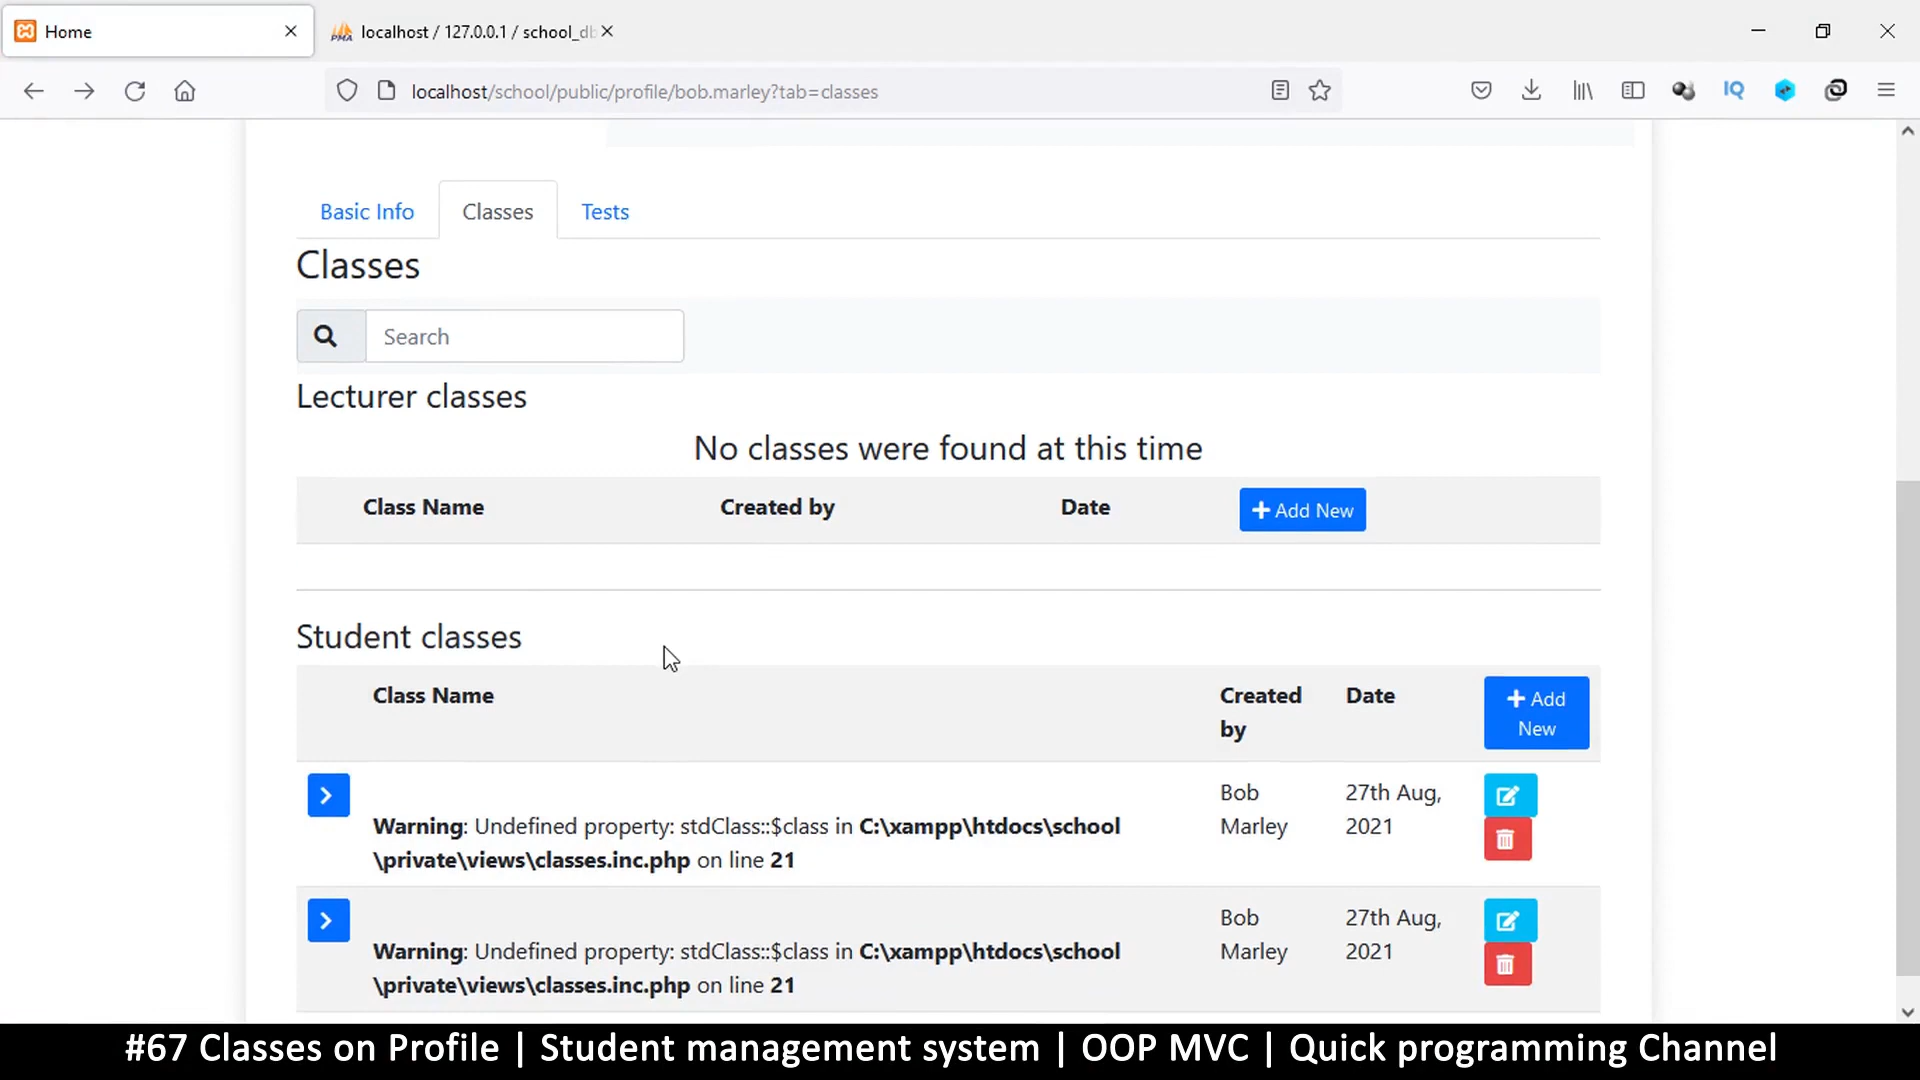 Home
localhost / 127.0.0.1 / school_db
localhost/school/public/profile/bob.marley?tab=classes
IQ
Basic Info
Classes
Tests
Classes
Search
Lecturer classes
No classes were found at this time
Class Name
Created by
Date
Add New
Student classes
Class Name
Created
by
Date
Add
New
Warning: Undefined property: stdClass::$class in C:\xampp\htdocs\school
\private\views\classes.inc.php on line 21
Bob
Marley
27th Aug,
2021
Warning: Undefined property: stdClass::$class in C:\xampp\htdocs\school
\private\views\classes.inc.php on line 21
Bob
Marley
27th Aug,
2021
#67 Classes on Profile | Student management system | OOP MVC | Quick programming Channel